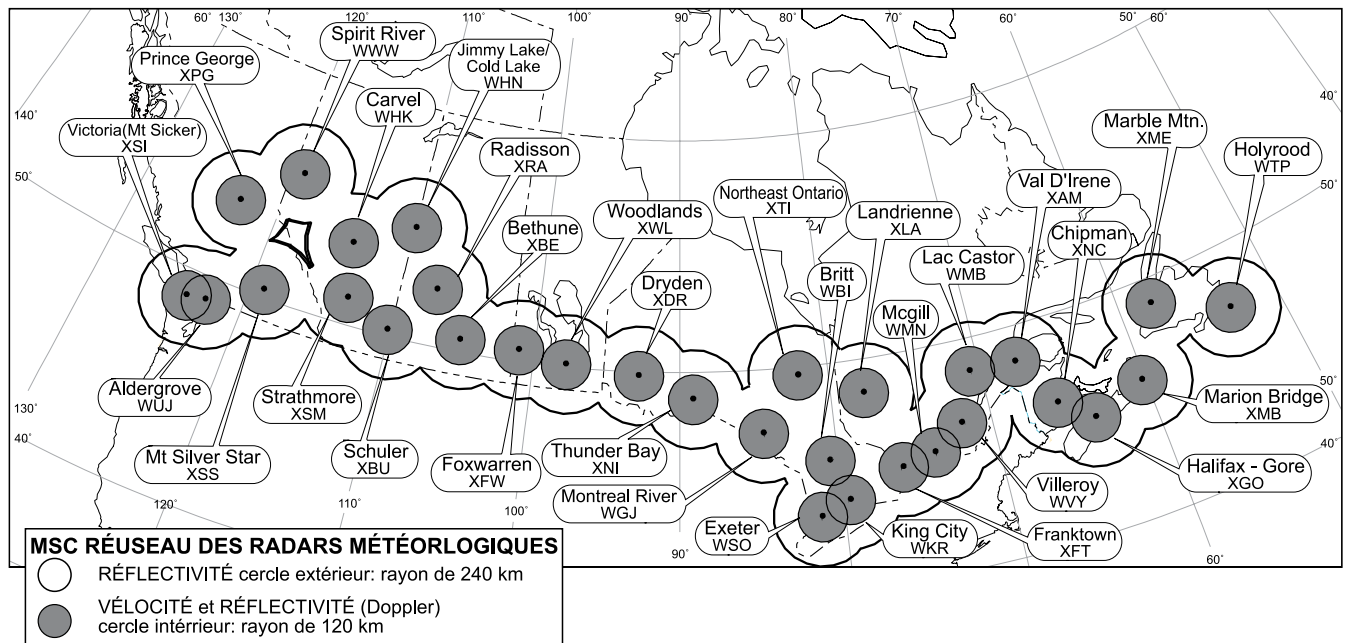 60° 130° 120° 110° 100° 90° 80° 70° 60° 50° 60°
Spirit River
WWW
Prince George
XPG
Jimmy Lake/
Cold Lake
WHN
Carvel
WHK
140°
Victoria(Mt Sicker)
XSI
Radisson
XRA
Marble Mtn.
XME
Holyrood
WTP
40°
50°
Bethune
XBE
Woodlands
XWL
Northeast Ontario
XTI
Landrienne
XLA
Val D'Irene
XAM
Chipman
XNC
50°
Dryden
XDR
Britt
WBI
Lac Castor
WMB
Mcgill
WMN
Aldergrove
WUJ
Strathmore
XSM
Marion Bridge
XMB
50°
130°
40°
Mt Silver Star
XSS
Schuler
XBU
Foxwarren
XFW
Thunder Bay
XNI
Montreal River
WGJ
Halifax - Gore
XGO
40°
Villeroy
WVY
Exeter
WSO
King City
WKR
Franktown
XFT
120° 110° 100° 90° 80° 70° 60°
MSC RÉUSEAU DES RADARS MÉTÉORLOGIQUES
RÉFLECTIVITÉ cercle extérieur: rayon de 240 km
VÉLOCITÉ et RÉFLECTIVITÉ (Doppler)
cercle intérrieur: rayon de 120 km